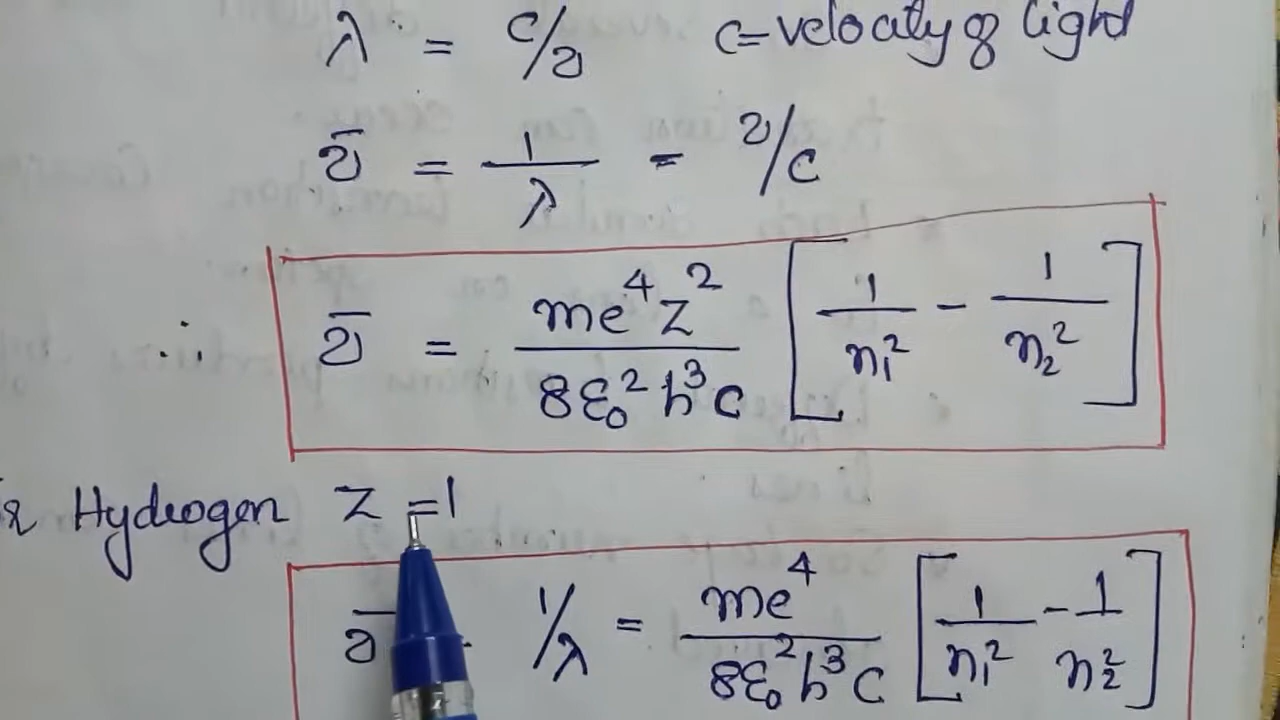 λ = c/ν c= velocity of light
ν̄ = 1/λ = ν/c
∴ ν̄ = me⁴z²/8ε₀²h³c [1/n₁² - 1/n₂²]
Hydrogen Z =1
ν̄ 1/λ = me⁴/8ε₀²h³c [1/n₁² - 1/n₂²]